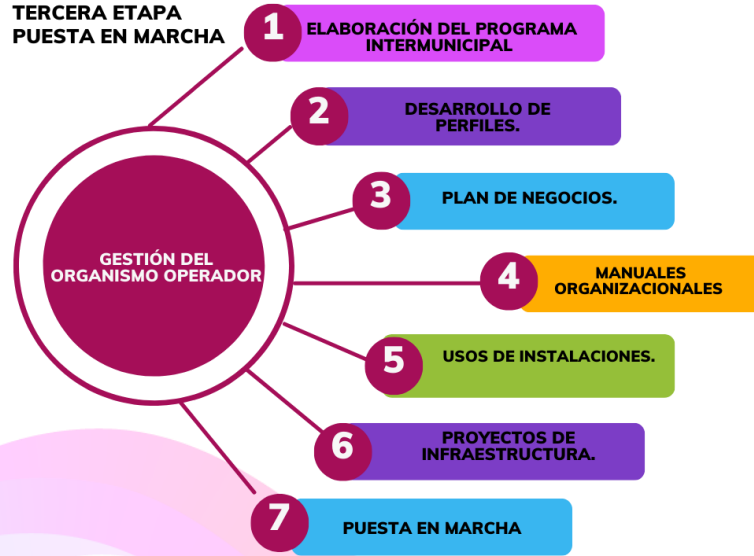 TERCERA ETAPA
PUESTA EN MARCHA
1
ELABORACIÓN DEL PROGRAMA
INTERMUNICIPAL
2
DESARROLLO DE
PERFILES.
3
PLAN DE NEGOCIOS.
GESTIÓN DEL
ORGANISMO OPERADOR
4
MANUALES
ORGANIZACIONALES
5
USOS DE INSTALACIONES.
6
PROYECTOS DE
INFRAESTRUCTURA.
7
PUESTA EN MARCHA